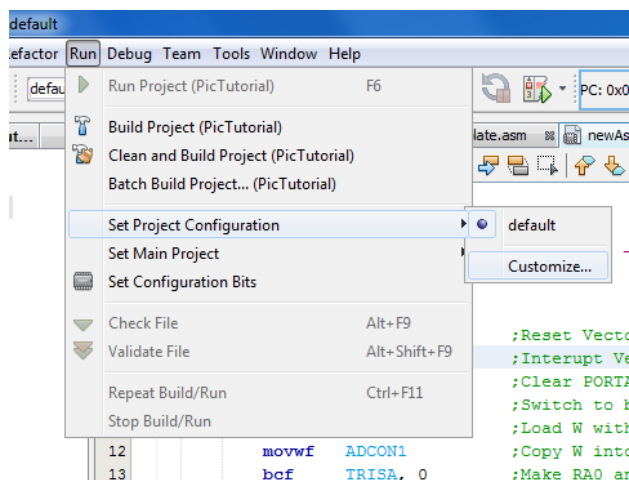 default
efactor Run Debug Team Tools Window Help
defau Run Project (PicTutorial) F6 PC: 0x0
ut... Build Project (PicTutorial) late.asm newAs
Clean and Build Project (PicTutorial)
Batch Build Project... (PicTutorial)
Set Project Configuration default
Set Main Project Customize...
Set Configuration Bits
Check File Alt+F9 ;Reset Vecto
Validate File Alt+Shift+F9 ;Interupt Ve
Repeat Build/Run Ctrl+F11 ;Clear PORTA
Stop Build/Run ;Switch to
;Load W with
12 movwf ADCON1 ;Copy W into
13 bcf TRISA, 0 ;Make RA0 an